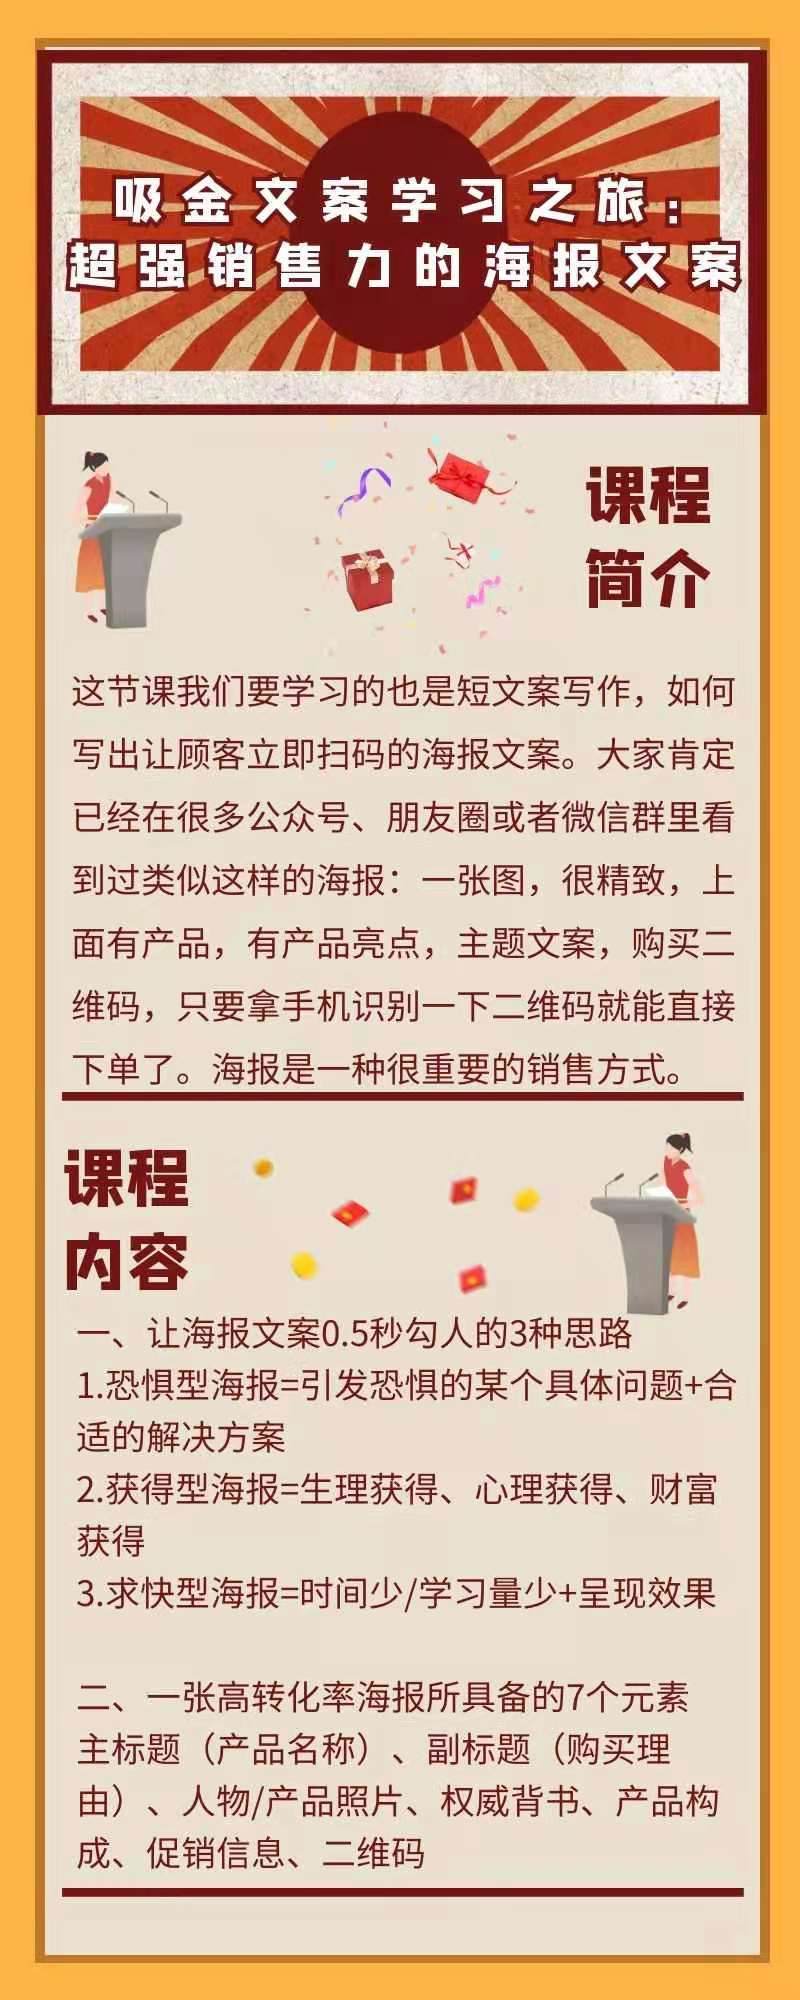 吸金文案学习之旅：
超强销售力的海报文案
课程
简介
这节课我们要学习的也是短文案写作，如何
写出让顾客立即扫码的海报文案。大家肯定
已经在很多公众号、朋友圈或者微信群里看
到过类似这样的海报：一张图，很精致，上
面有产品，有产品亮点，主题文案，购买二
维码，只要拿手机识别一下二维码就能直接
下单了。海报是一种很重要的销售方式。
课程
内容
一、让海报文案0.5秒勾人的3种思路
1.恐惧型海报=引发恐惧的某个具体问题+合
适的解决方案
2.获得型海报=生理获得、心理获得、财富
获得
3.求快型海报=时间少/学习量少+呈现效果
二、一张高转化率海报所具备的7个元素
主标题（产品名称）、副标题（购买理
由）、人物/产品照片、权威背书、产品构
成、促销信息、二维码